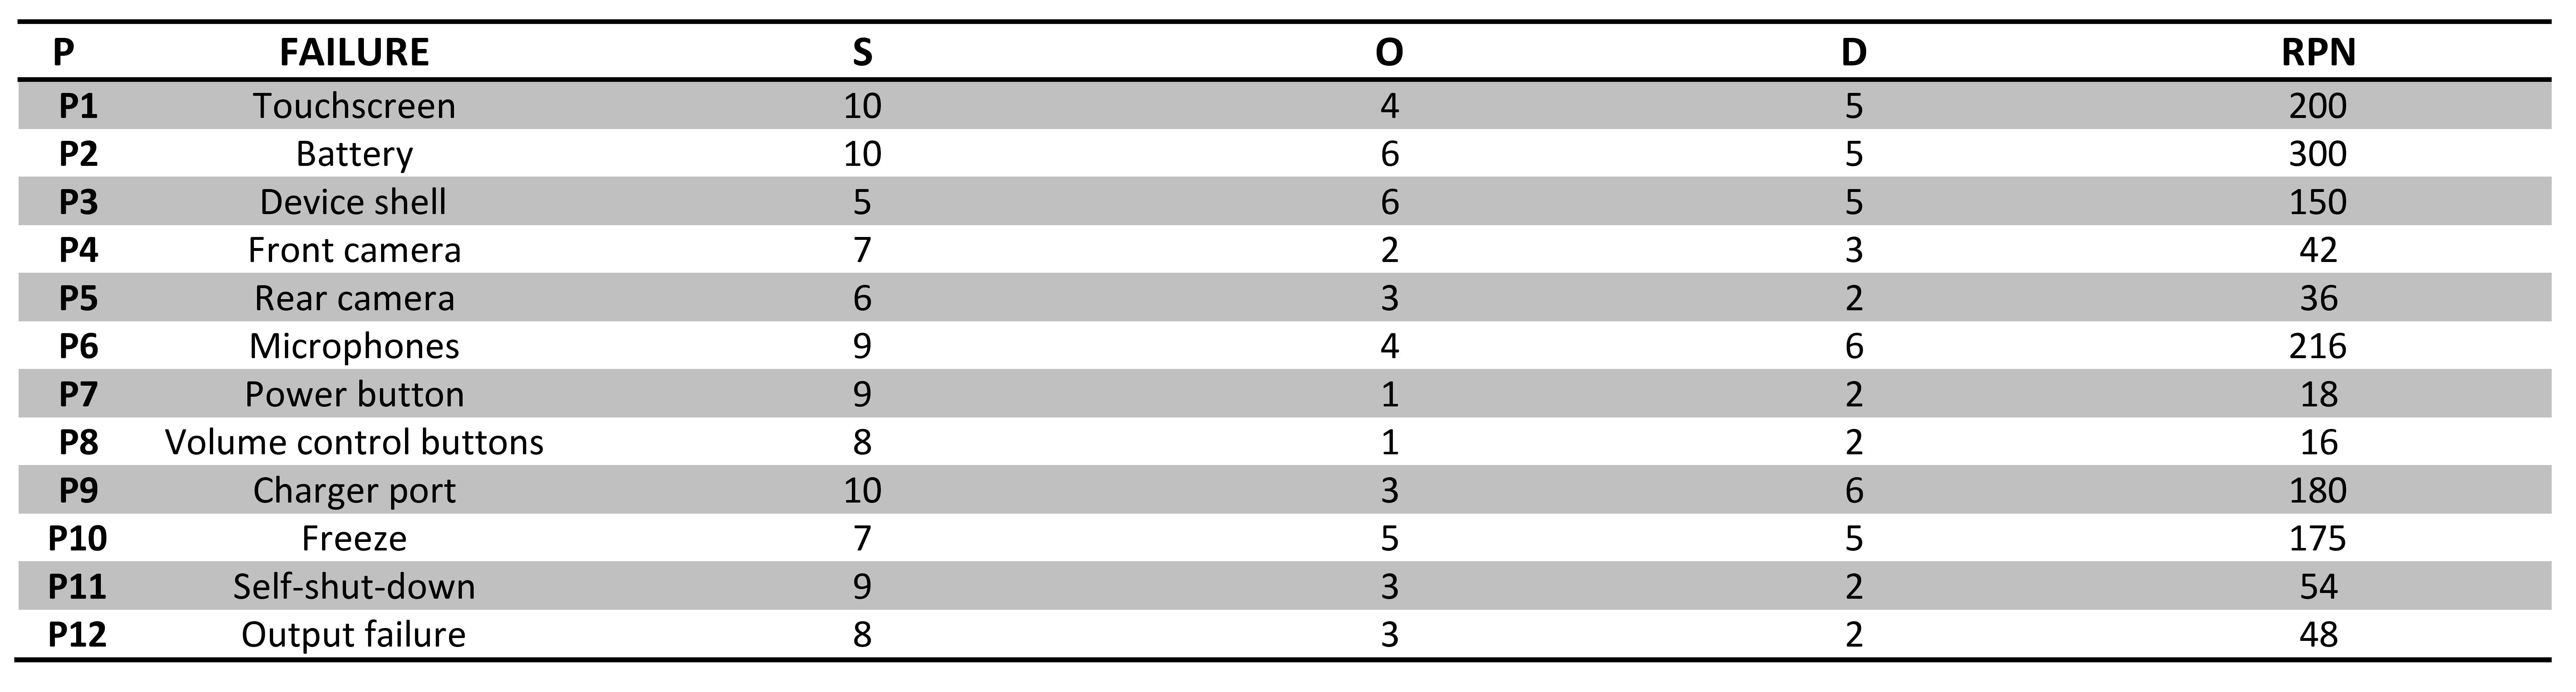 P FAILURE S O D RPN
P1 Touchscreen 10 4 5 200
P2 Battery 10 6 5 300
P3 Device shell 5 6 5 150
P4 Front camera 7 2 3 42
P5 Rear camera 6 3 2 36
P6 Microphones 9 4 6 216
P7 Power button 9 1 2 18
P8 Volume control buttons 8 1 2 16
P9 Charger port 10 3 6 180
P10 Freeze 7 5 5 175
P11 Self-shut-down 9 3 2 54
P12 Output failure 8 3 2 48